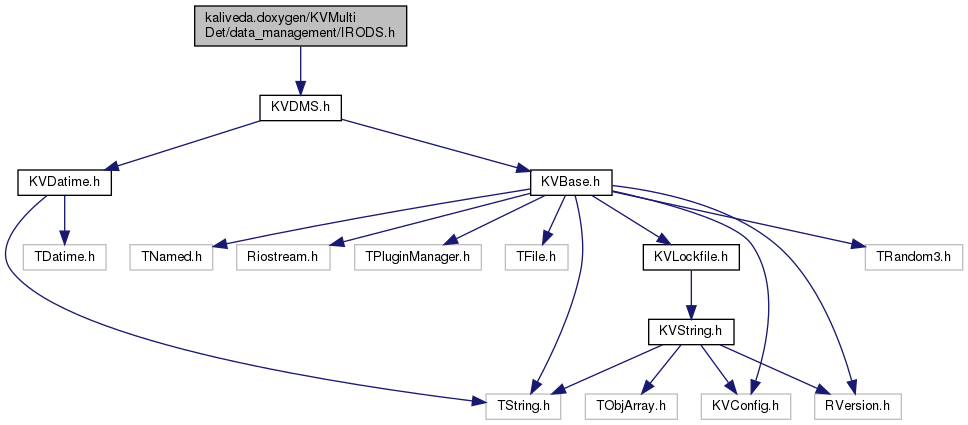 kaliveda.doxygen/KVMulti
Det/data_management/IRODS.h
KVDMS.h
KVDatime.h
KVBase.h
TDatime.h
TNamed.h
Riostream.h
TPluginManager.h
TFile.h
KVLockfile.h
TRandom3.h
KVString.h
TString.h
TObjArray.h
KVConfig.h
RVersion.h